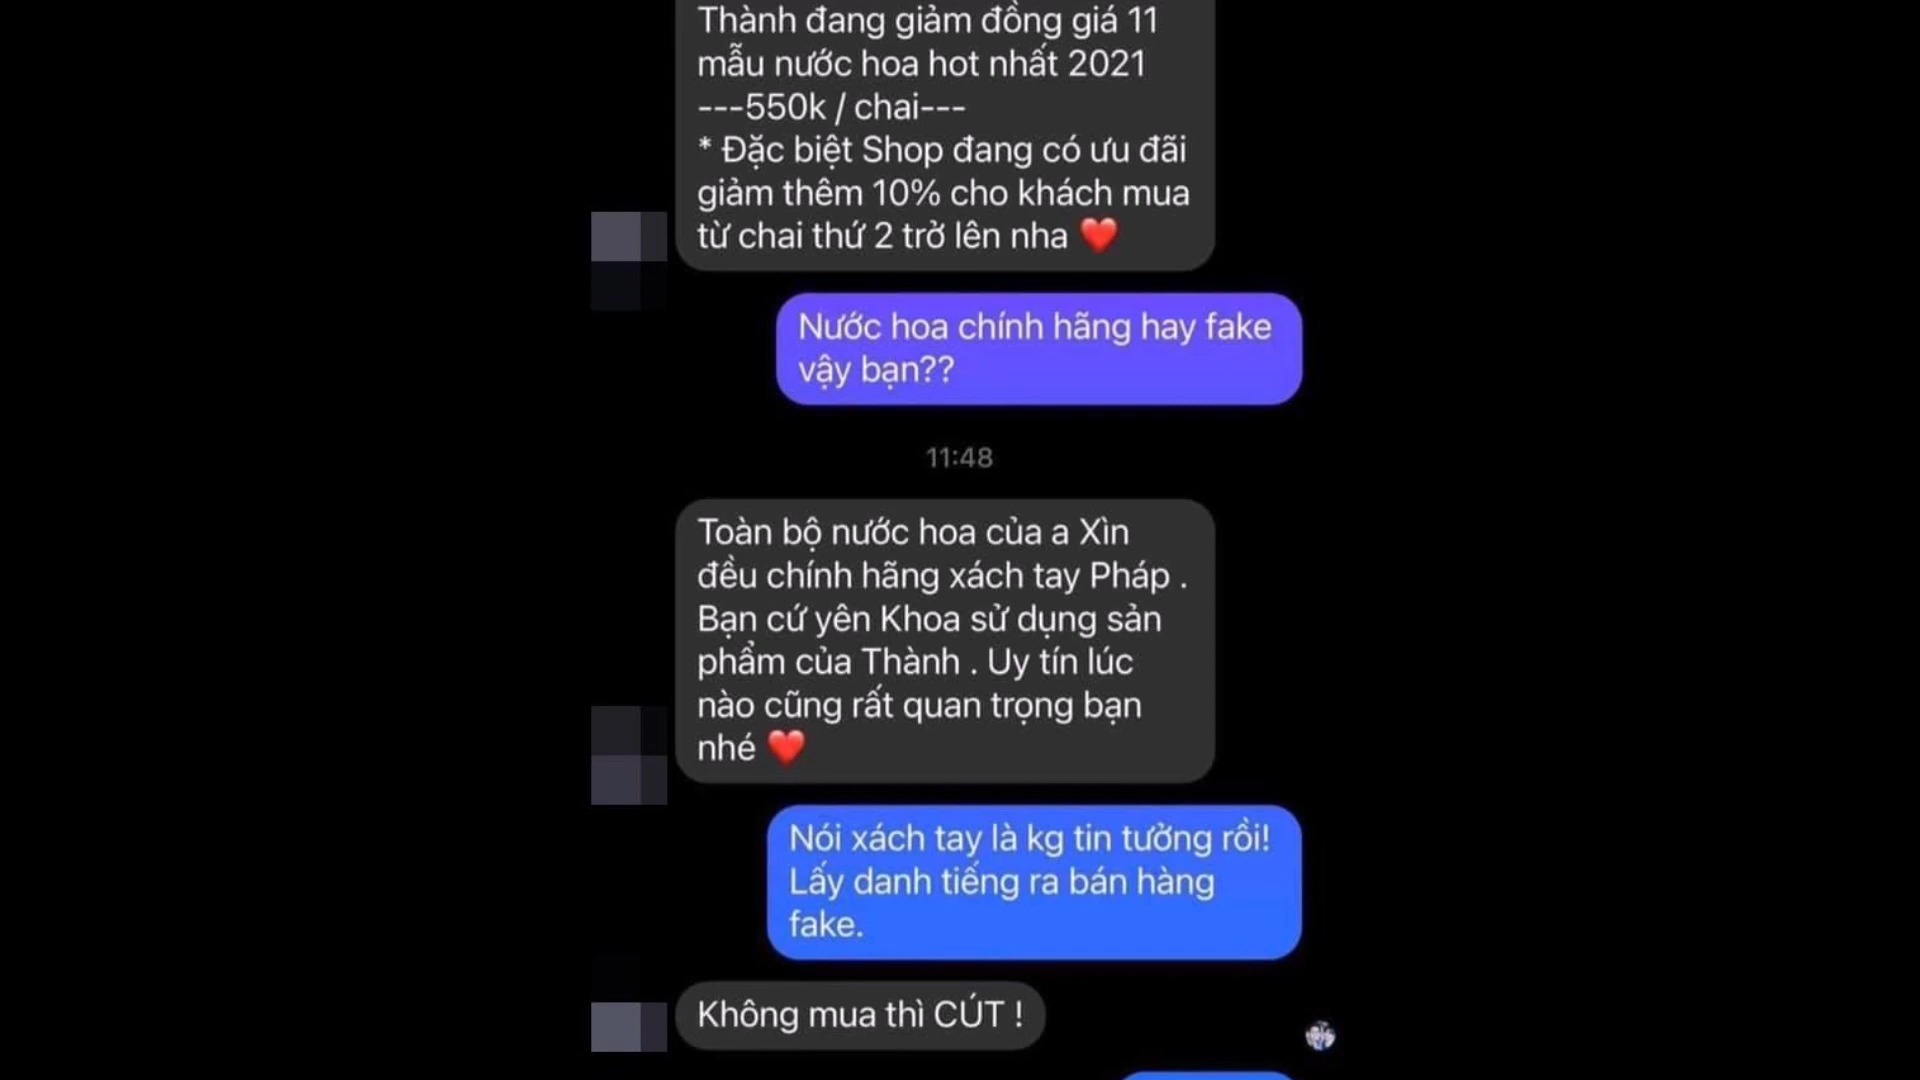 Thành đang giảm đồng giá 11
mẫu nước hoa hot nhất 2021
---550k / chai---
* Đặc biệt Shop đang có ưu đãi
giảm thêm 10% cho khách mua
từ chai thứ 2 trở lên nha ❤️
Nước hoa chính hãng hay fake
vậy bạn??
11:48
Toàn bộ nước hoa của a Xìn
đều chính hãng xách tay Pháp .
Bạn cứ yên Khoa sử dụng sản
phẩm của Thành . Uy tín lúc
nào cũng rất quan trọng bạn
nhé ❤️
Nói xách tay là kg tin tưởng rồi!
Lấy danh tiếng ra bán hàng
fake.
Không mua thì CÚT !